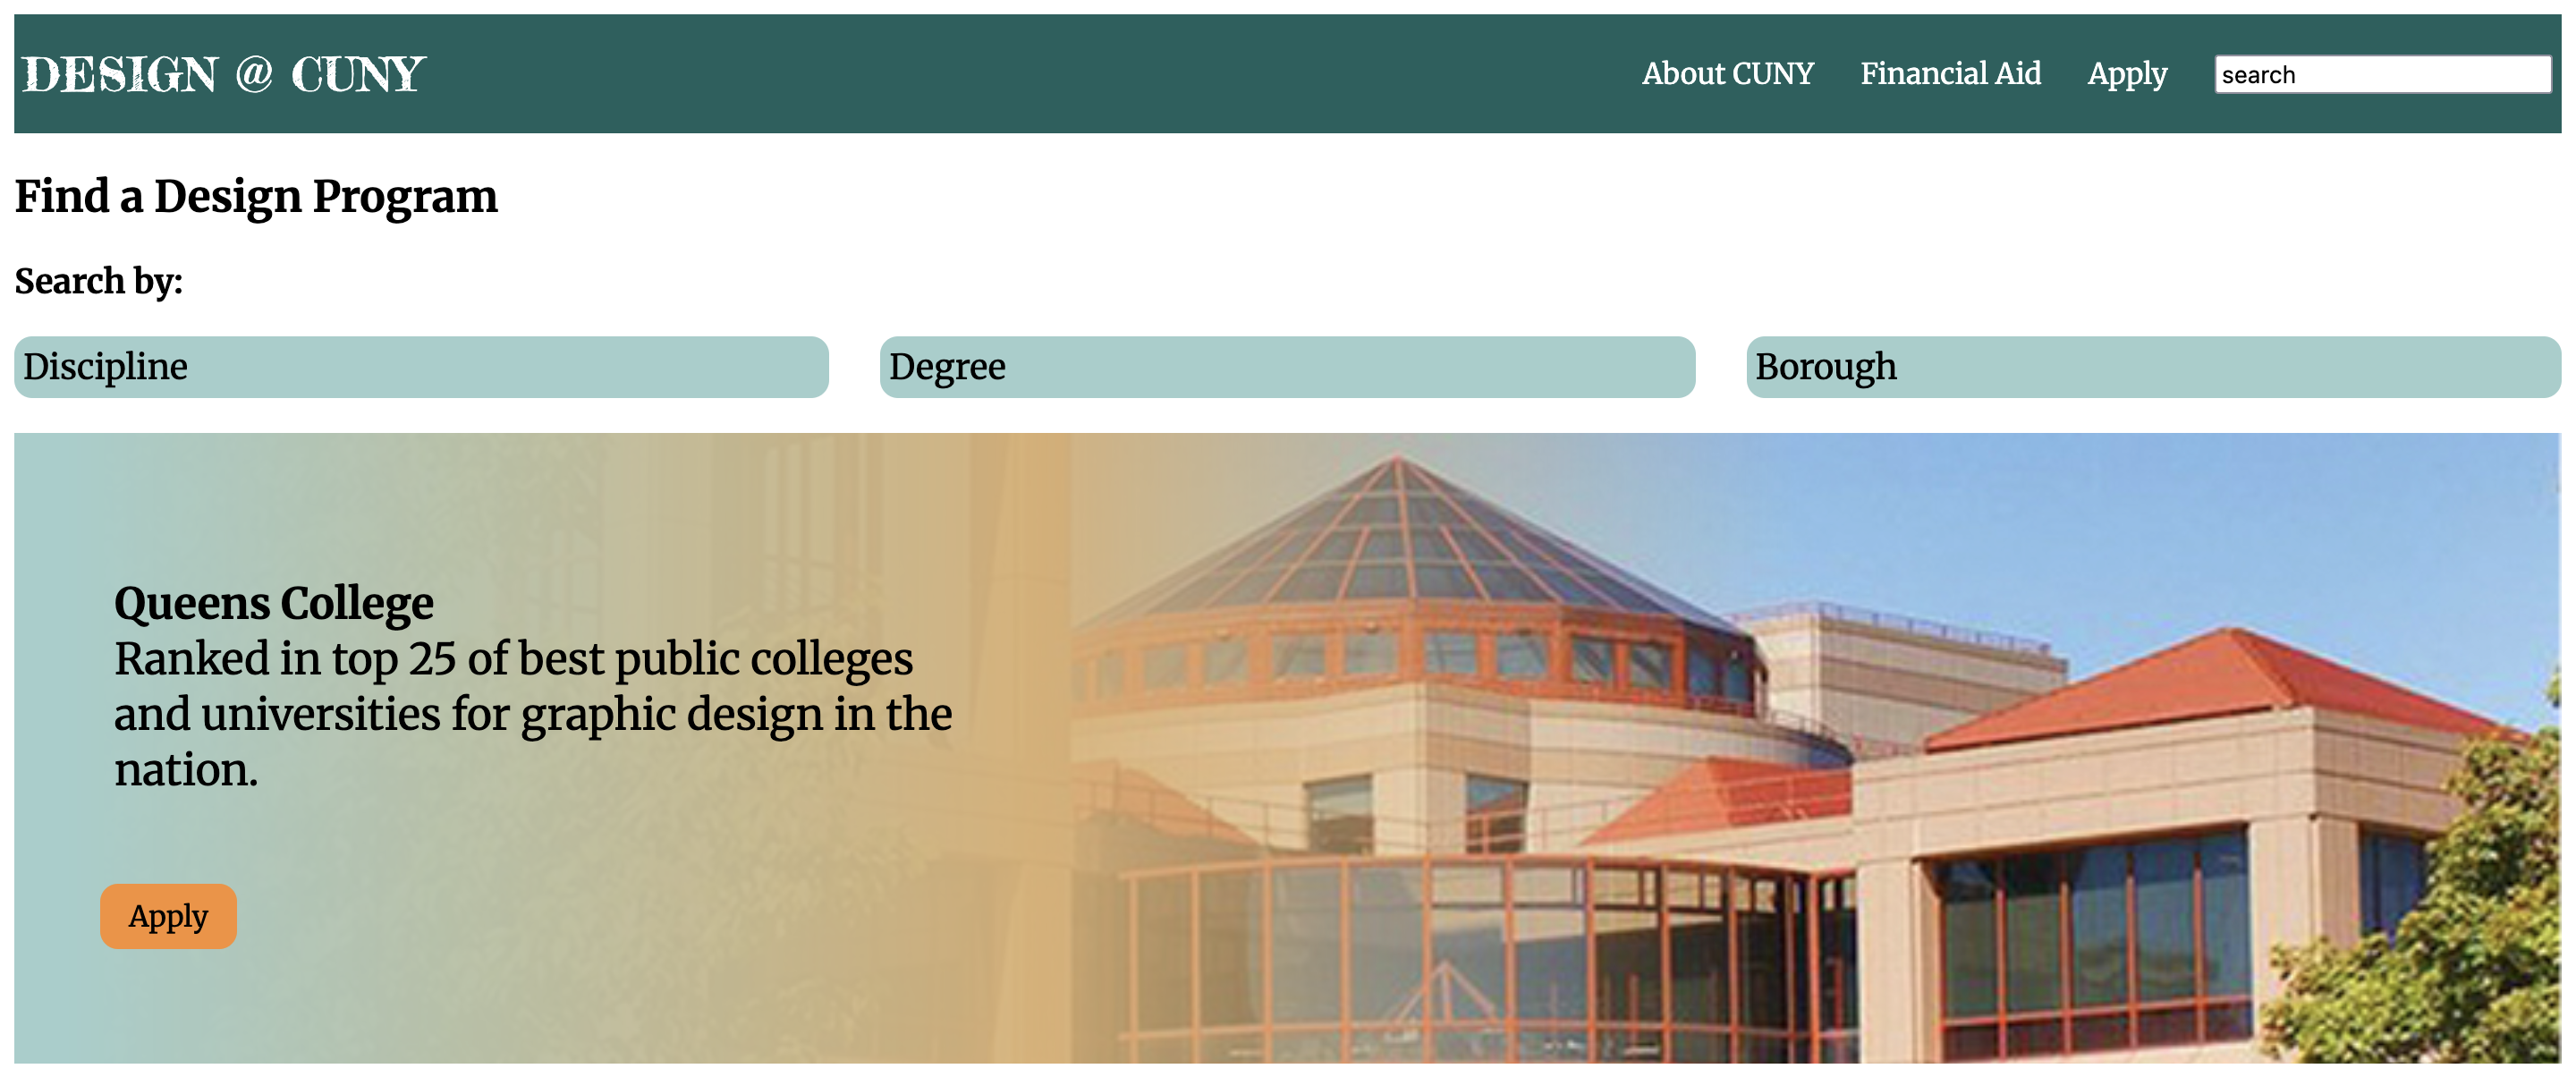 DESIGN @ CUNY
About CUNY Financial Aid Apply search
Find a Design Program
Search by:
Discipline Degree Borough
Queens College
Ranked in top 25 of best public colleges
and universities for graphic design in the
nation.
Apply